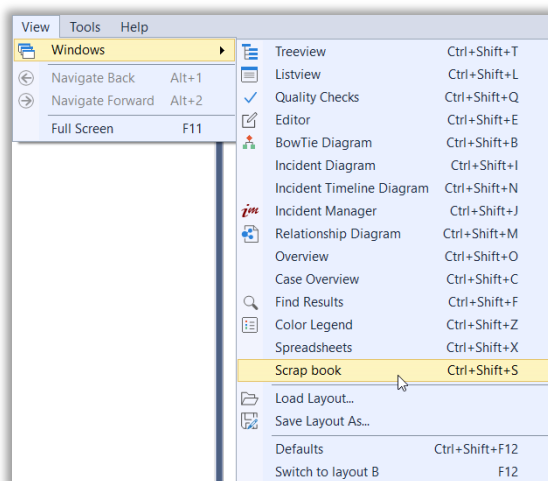 View Tools Help
Windows
Navigate Back Alt+1
Navigate Forward Alt+2
Full Screen F11
Treeview Ctrl+Shift+T
Listview Ctrl+Shift+L
Quality Checks Ctrl+Shift+Q
Editor Ctrl+Shift+E
BowTie Diagram Ctrl+Shift+B
Incident Diagram Ctrl+Shift+I
Incident Timeline Diagram Ctrl+Shift+N
im Incident Manager Ctrl+Shift+J
Relationship Diagram Ctrl+Shift+M
Overview Ctrl+Shift+O
Case Overview Ctrl+Shift+C
Find Results Ctrl+Shift+F
Color Legend Ctrl+Shift+Z
Spreadsheets Ctrl+Shift+X
Scrap book Ctrl+Shift+S
Load Layout...
Save Layout As...
Defaults Ctrl+Shift+F12
Switch to layout B F12